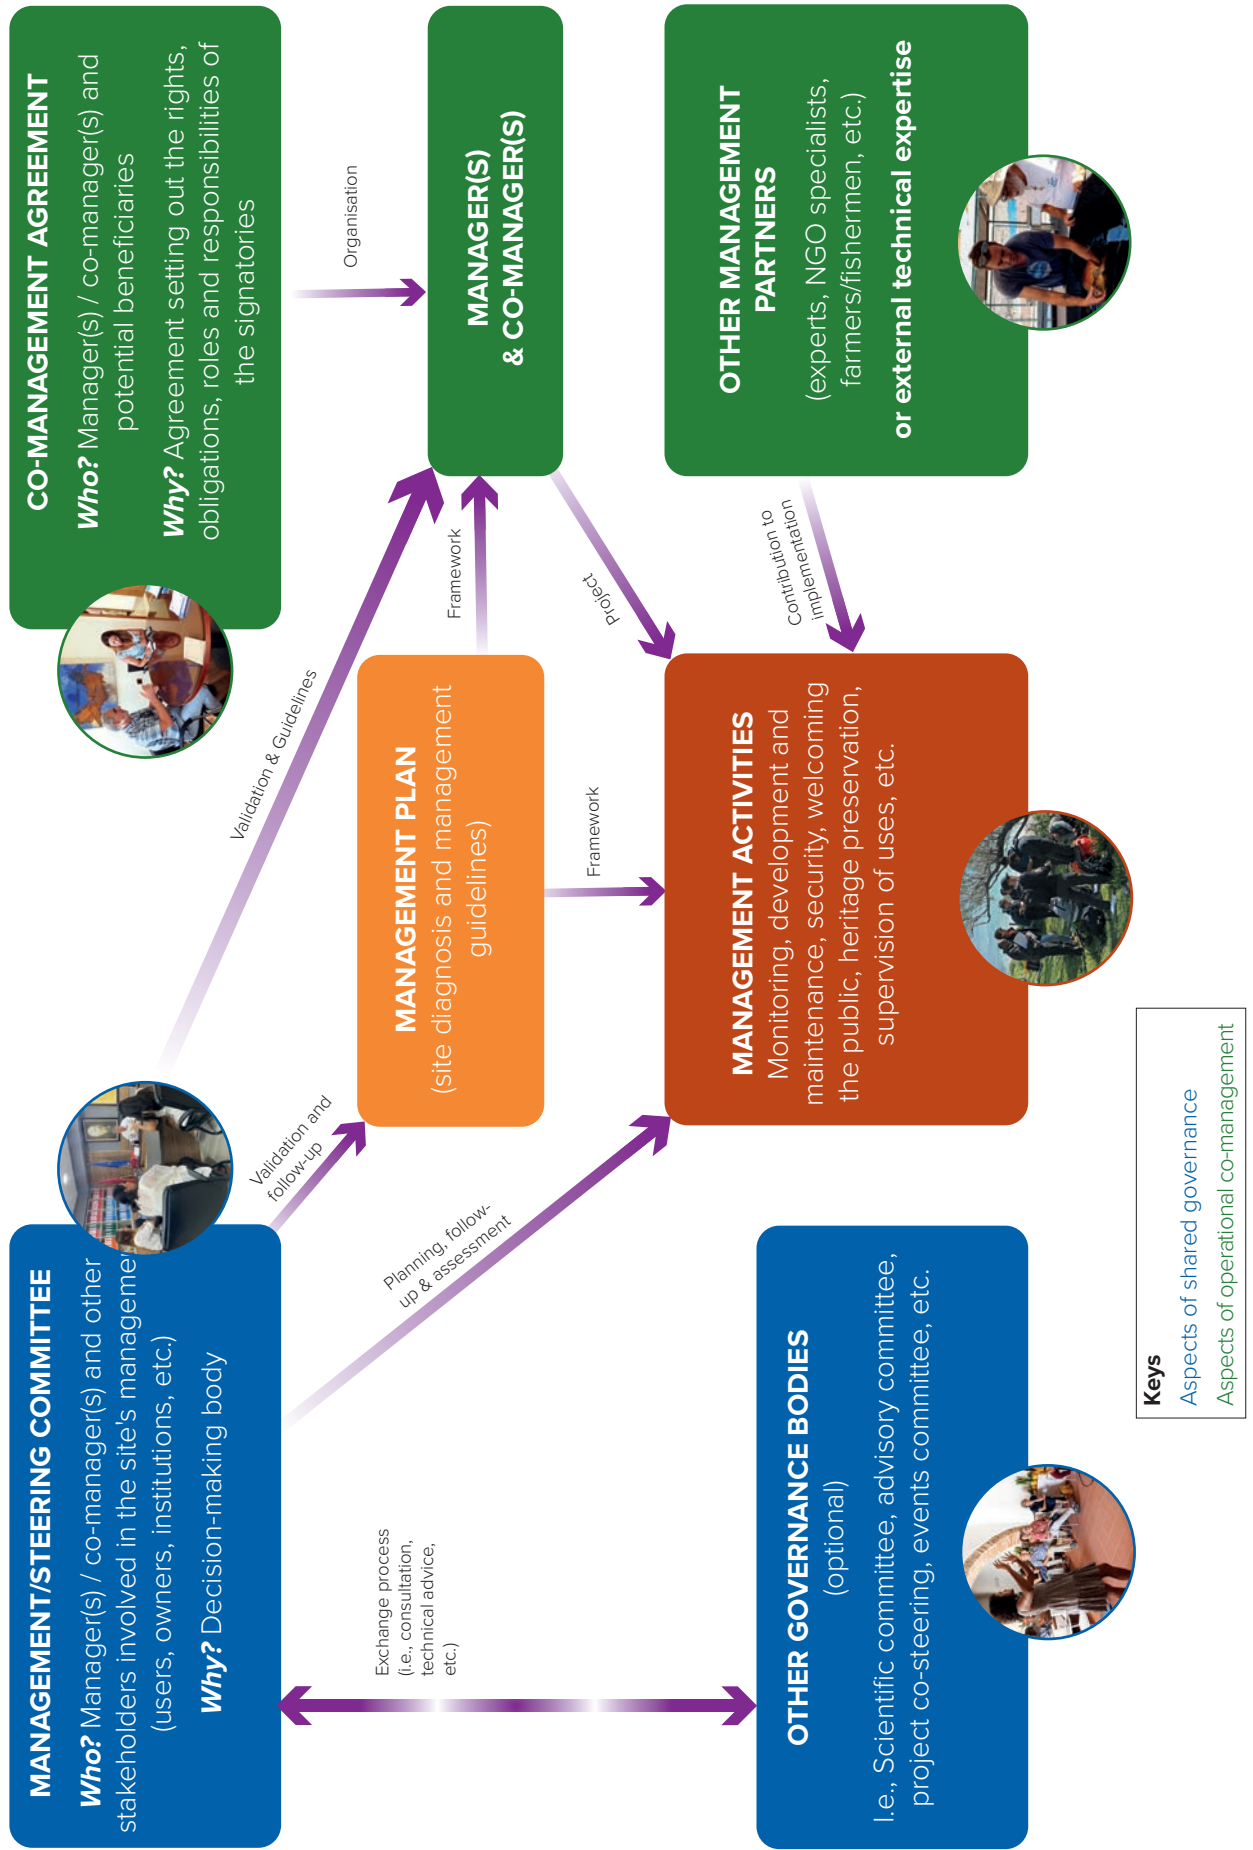 MANAGEMENT/STEERING COMMITTEE
Who? Manager(s) / co-manager(s) and other
stakeholders involved in the site's manageme
(users, owners, institutions, etc.)
Why? Decision-making body
CO-MANAGEMENT AGREEMENT
Who? Manager(s) / co-manager(s) and
potential beneficiaries
Why? Agreement setting out the rights,
obligations, roles and responsibilities of
the signatories
Validation & Guidelines
Validation and
follow-up
Organisation
Exchange process
(i.e., consultation,
technical advice,
etc.)
Planning, follow-
up & assessment
MANAGEMENT PLAN
(site diagnosis and management
guidelines)
Framework
MANAGER(S)
& CO-MANAGER(S)
Framework
Project
OTHER GOVERNANCE BODIES
(optional)
I.e., Scientific committee, advisory committee,
project co-steering, events committee, etc.
MANAGEMENT ACTIVITIES
Monitoring, development and
maintenance, security, welcoming
the public, heritage preservation,
supervision of uses, etc.
Contribution to
implementation
OTHER MANAGEMENT
PARTNERS
(experts, NGO specialists,
farmers/fishermen, etc.)
or external technical expertise
Keys
Aspects of shared governance
Aspects of operational co-management